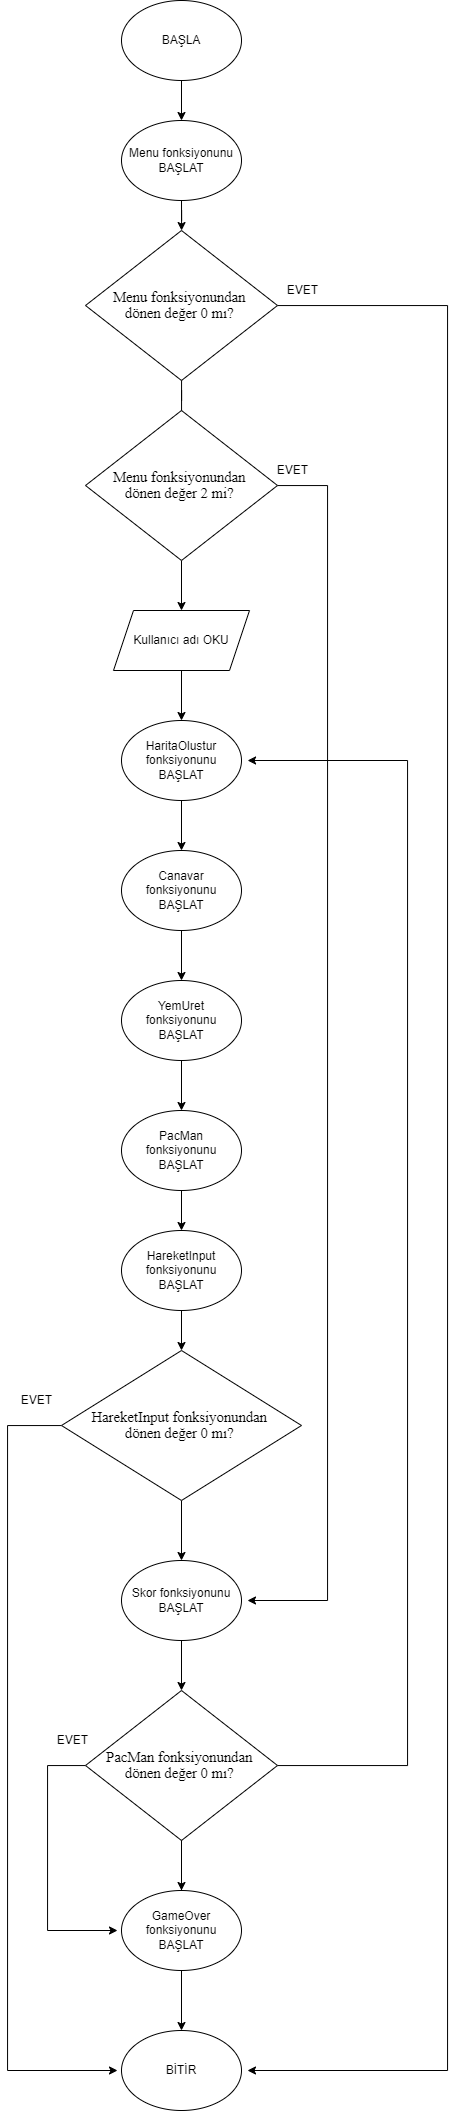 BAŞLA
Menu fonksiyonunu
BAŞLAT
Menu fonksiyonundan
dönen değer 0 mı?
EVET
Menu fonksiyonundan
dönen değer 2 mi?
EVET
Kullanıcı adı OKU
HaritaOlustur
fonksiyonunu
BAŞLAT
Canavar
fonksiyonunu
BAŞLAT
YemUret
fonksiyonunu
BAŞLAT
PacMan
fonksiyonunu
BAŞLAT
HareketInput
fonksiyonunu
BAŞLAT
EVET
HareketInput fonksiyonundan
dönen değer 0 mı?
Skor fonksiyonunu
BAŞLAT
EVET
PacMan fonksiyonundan
dönen değer 0 mı?
GameOver
fonksiyonunu
BAŞLAT
BİTİR